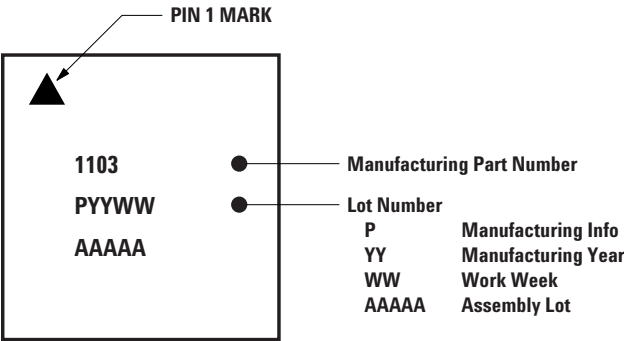 PIN 1 MARK
1103
Manufacturing Part Number
PYYWW
Lot Number
AAAAA
P Manufacturing Info
YY Manufacturing Year
WW Work Week
AAAAA Assembly Lot